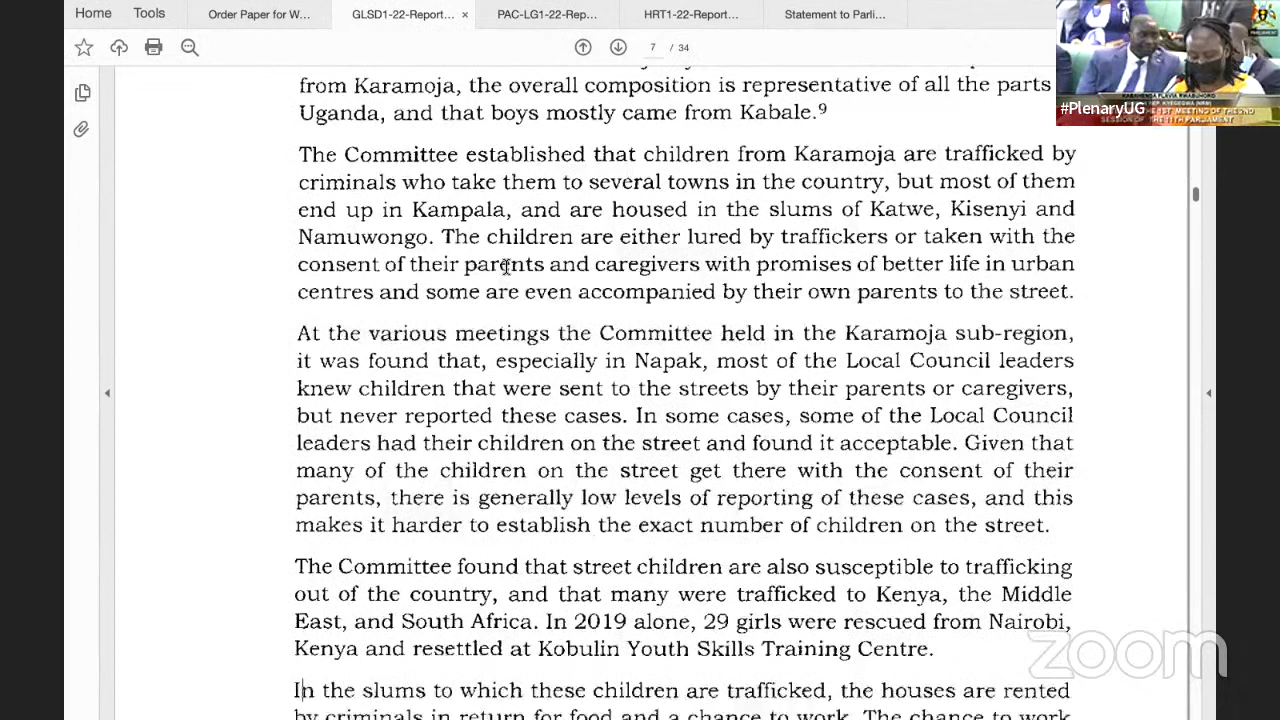 Home Tools Order Paper for W... GLSD1-22-Report... × PAC-LG1-22-Rep... HRT1-22-Report... Statement to Parli...
7 / 34
#PlenaryUG
from Karamoja, the overall composition is representative of all the parts
Uganda, and that boys mostly came from Kabale.9
The Committee established that children from Karamoja are trafficked by
criminals who take them to several towns in the country, but most of them
end up in Kampala, and are housed in the slums of Katwe, Kisenyi and
Namuwongo. The children are either lured by traffickers or taken with the
consent of their parents and caregivers with promises of better life in urban
centres and some are even accompanied by their own parents to the street.
At the various meetings the Committee held in the Karamoja sub-region,
it was found that, especially in Napak, most of the Local Council leaders
knew children that were sent to the streets by their parents or caregivers,
but never reported these cases. In some cases, some of the Local Council
leaders had their children on the street and found it acceptable. Given that
many of the children on the street get there with the consent of their
parents, there is generally low levels of reporting of these cases, and this
makes it harder to establish the exact number of children on the street.
The Committee found that street children are also susceptible to trafficking
out of the country, and that many were trafficked to Kenya, the Middle
East, and South Africa. In 2019 alone, 29 girls were rescued from Nairobi,
Kenya and resettled at Kobulin Youth Skills Training Centre.
zoom
In the slums to which these children are trafficked, the houses are rented
by criminals in return for food and a chance to work. The chance to work